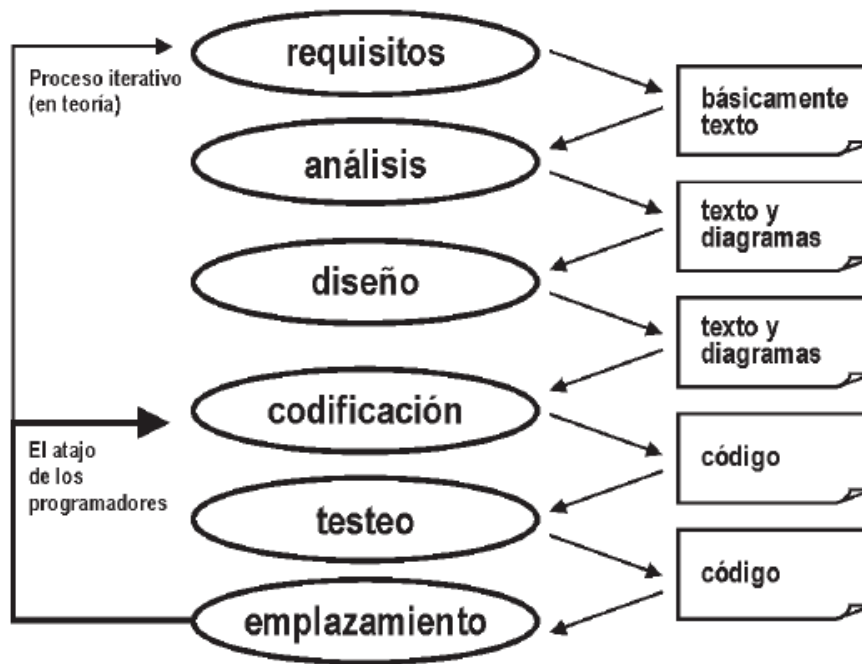 requisitos
Proceso iterativo
(en teoría)
básicamente
texto
análisis
texto y
diagramas
diseño
texto y
diagramas
codificación
El atajo
de los
programadores
código
testeo
código
emplazamiento